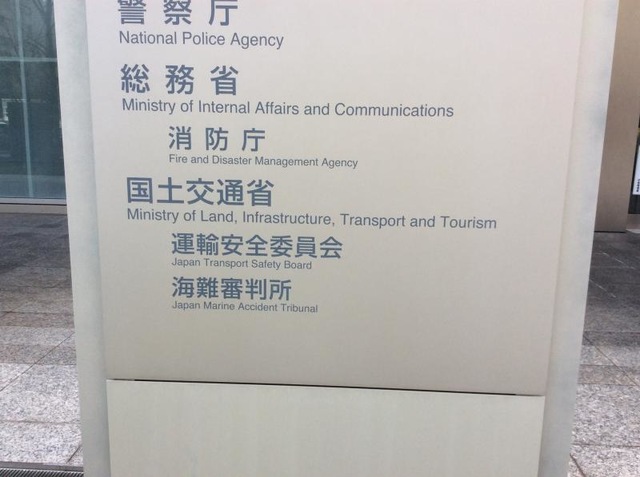 警察庁
National Police Agency
総務省
Ministry of Internal Affairs and Communications
消防庁
Fire and Disaster Management Agency
国土交通省
Ministry of Land, Infrastructure, Transport and Tourism
運輸安全委員会
Japan Transport Safety Board
海難審判所
Japan Marine Accident Tribunal